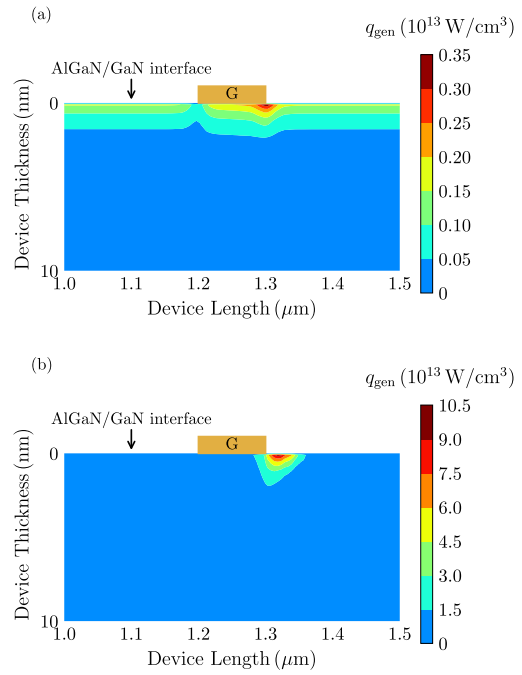 (a)
q_gen (10^13 W/cm^3)
AlGaN/GaN interface
G
0
Device Thickness (nm)
10
1.0 1.1 1.2 1.3 1.4 1.5
Device Length (μm)
0.35
0.30
0.25
0.20
0.15
0.10
0.05
0
(b)
q_gen (10^13 W/cm^3)
AlGaN/GaN interface
G
0
Device Thickness (nm)
10
1.0 1.1 1.2 1.3 1.4 1.5
Device Length (μm)
10.5
9.0
7.5
6.0
4.5
3.0
1.5
0